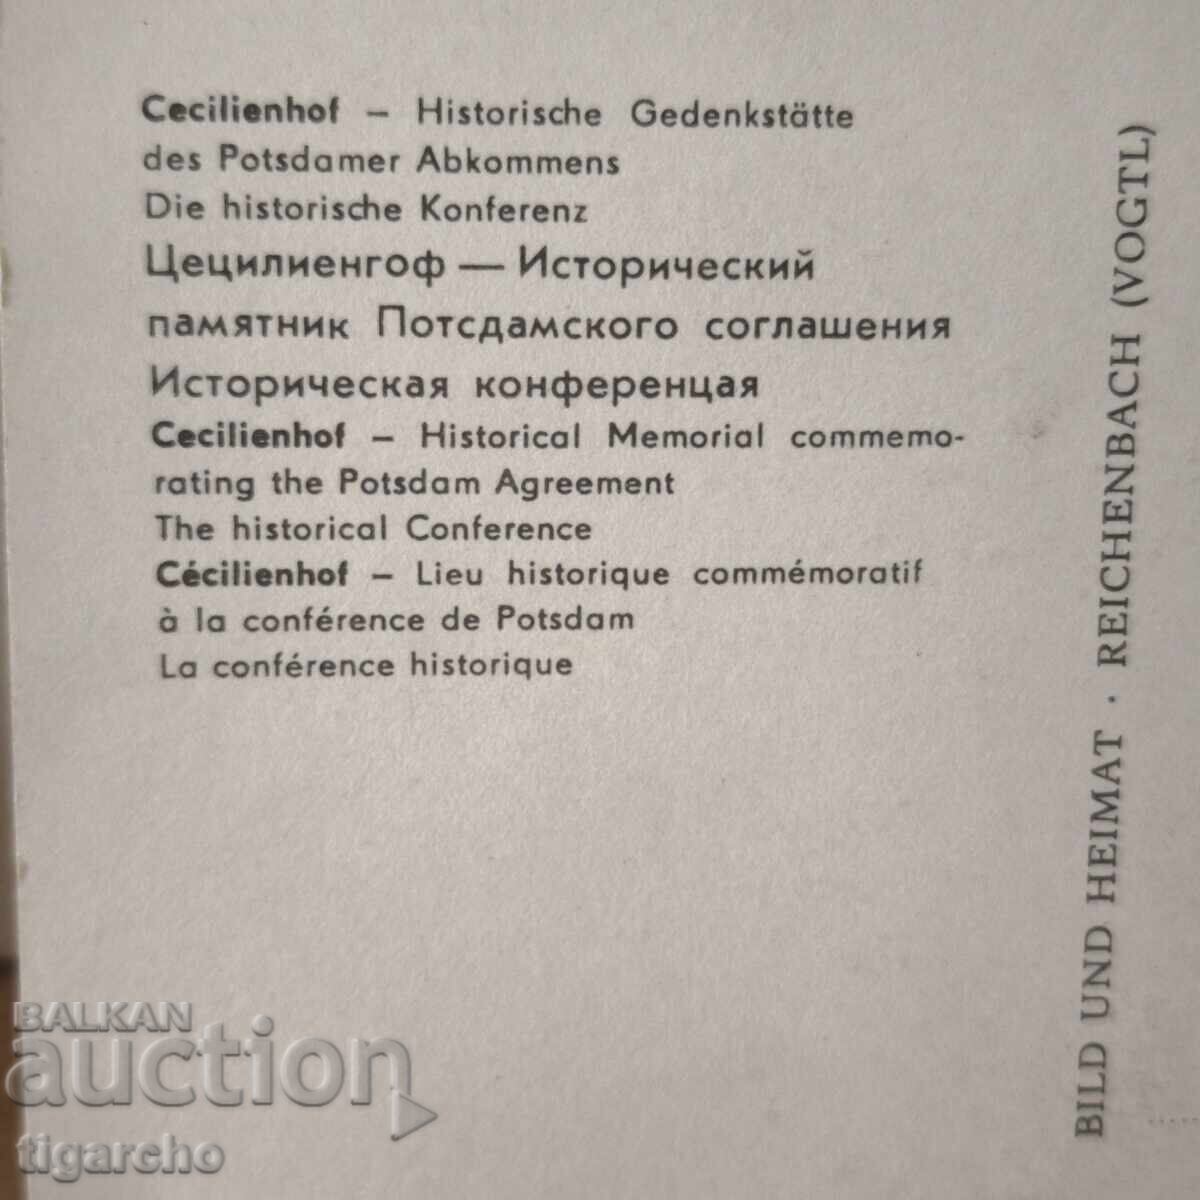 Cecilienhof – Historische Gedenkstätte
des Potsdamer Abkommens
Die historische Konferenz
Цецилиенгоф — Исторический
памятник Потсдамского соглашения
Историческая конференцая
Cecilienhof – Historical Memorial commemo-
rating the Potsdam Agreement
The historical Conference
Cécilienhof – Lieu historique commémoratif
à la conférence de Potsdam
La conférence historique
BILD UND HEIMAT · REICHENBACH (VOGTL)
BALKAN
auction
tigarcho